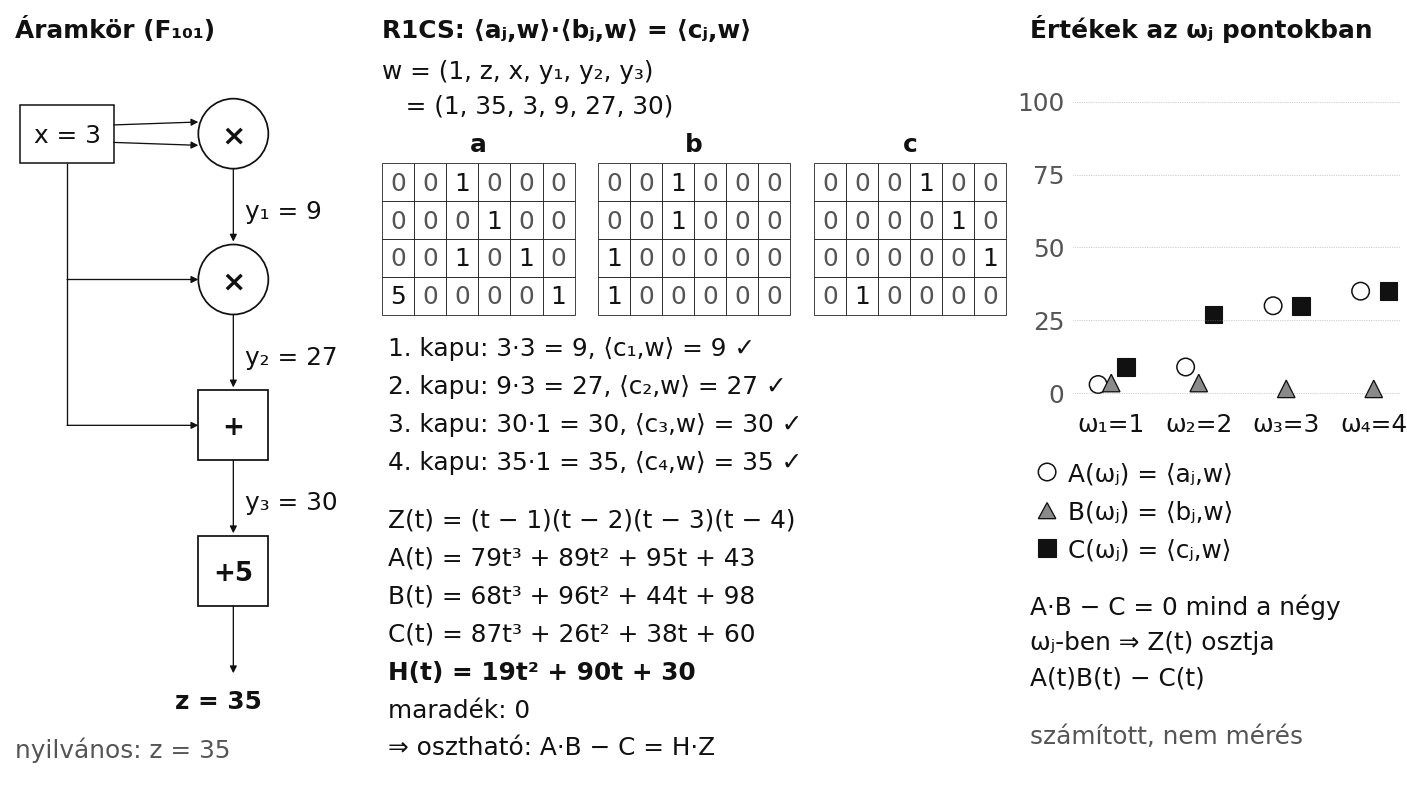 Áramkör (F₁₀₁)
x = 3
×
y₁ = 9
×
y₂ = 27
+
y₃ = 30
+5
z = 35
nyilvános: z = 35
R1CS: ⟨aⱼ,w⟩·⟨bⱼ,w⟩ = ⟨cⱼ,w⟩
w = (1, z, x, y₁, y₂, y₃)
= (1, 35, 3, 9, 27, 30)
a
0 0 1 0 0 0
0 0 0 1 0 0
0 0 1 0 1 0
5 0 0 0 0 1
b
0 0 1 0 0 0
0 0 1 0 0 0
1 0 0 0 0 0
1 0 0 0 0 0
c
0 0 0 1 0 0
0 0 0 0 1 0
0 0 0 0 0 1
0 1 0 0 0 0
1. kapu: 3·3 = 9, ⟨c₁,w⟩ = 9 ✓
2. kapu: 9·3 = 27, ⟨c₂,w⟩ = 27 ✓
3. kapu: 30·1 = 30, ⟨c₃,w⟩ = 30 ✓
4. kapu: 35·1 = 35, ⟨c₄,w⟩ = 35 ✓
Z(t) = (t − 1)(t − 2)(t − 3)(t − 4)
A(t) = 79t³ + 89t² + 95t + 43
B(t) = 68t³ + 96t² + 44t + 98
C(t) = 87t³ + 26t² + 38t + 60
H(t) = 19t² + 90t + 30
maradék: 0
⇒ osztható: A·B − C = H·Z
Értékek az ωⱼ pontokban
100
75
50
25
0
ω₁=1 ω₂=2 ω₃=3 ω₄=4
A(ωⱼ) = ⟨aⱼ,w⟩
B(ωⱼ) = ⟨bⱼ,w⟩
C(ωⱼ) = ⟨cⱼ,w⟩
A·B − C = 0 mind a négy
ωⱼ-ben ⇒ Z(t) osztja
A(t)B(t) − C(t)
számított, nem mérés